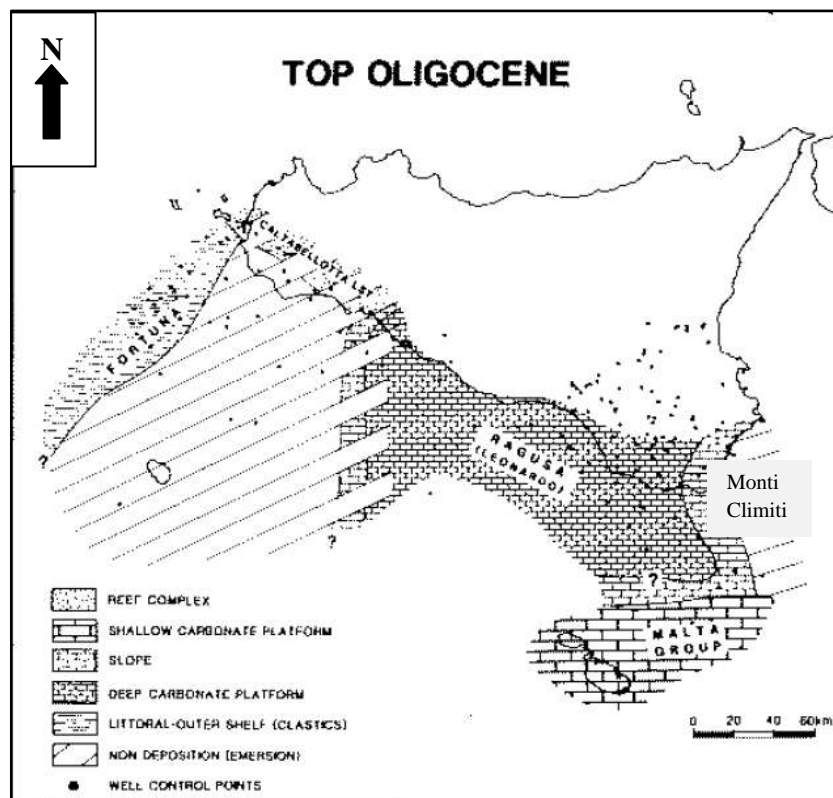 N
TOP OLIGOCENE
CALTABELLOTTA LST
FORTUNA
?
RAGUSA
(LEONARDO)
Monti
Climiti
?
?
MALTA
GROUP
REEF COMPLEX
SHALLOW CARBONATE PLATFORM
SLOPE
DEEP CARBONATE PLATFORM
LITTORAL-OUTER SHELF (CLASTICS)
NON DEPOSITION (EMERSION)
WELL CONTROL POINTS
0 20 40 60km